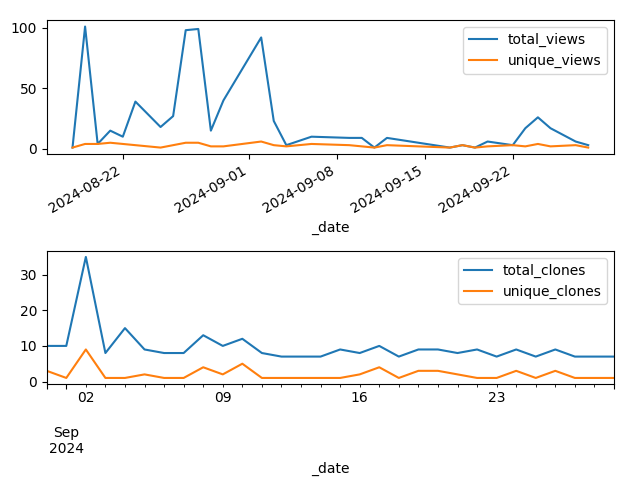 100
50
0
total_views
unique_views
2024-08-22
2024-09-01
2024-09-08
2024-09-15
2024-09-22
_date
30
20
10
0
total_clones
unique_clones
02
09
16
23
Sep
2024
_date